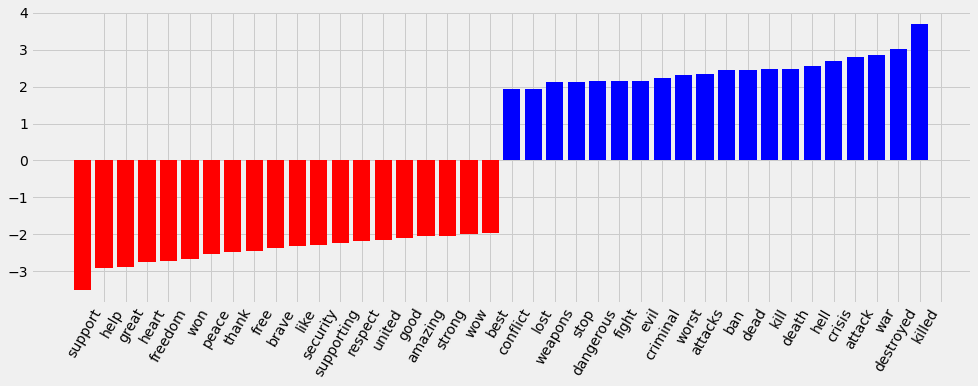 4
3
2
1
0
−1
−2
−3
support
help
great
heart
freedom
won
peace
thank
free
brave
like
security
supporting
respect
united
good
amazing
strong
wow
best
conflict
lost
weapons
stop
dangerous
fight
evil
criminal
worst
attacks
ban
dead
kill
death
hell
crisis
attack
war
destroyed
killed